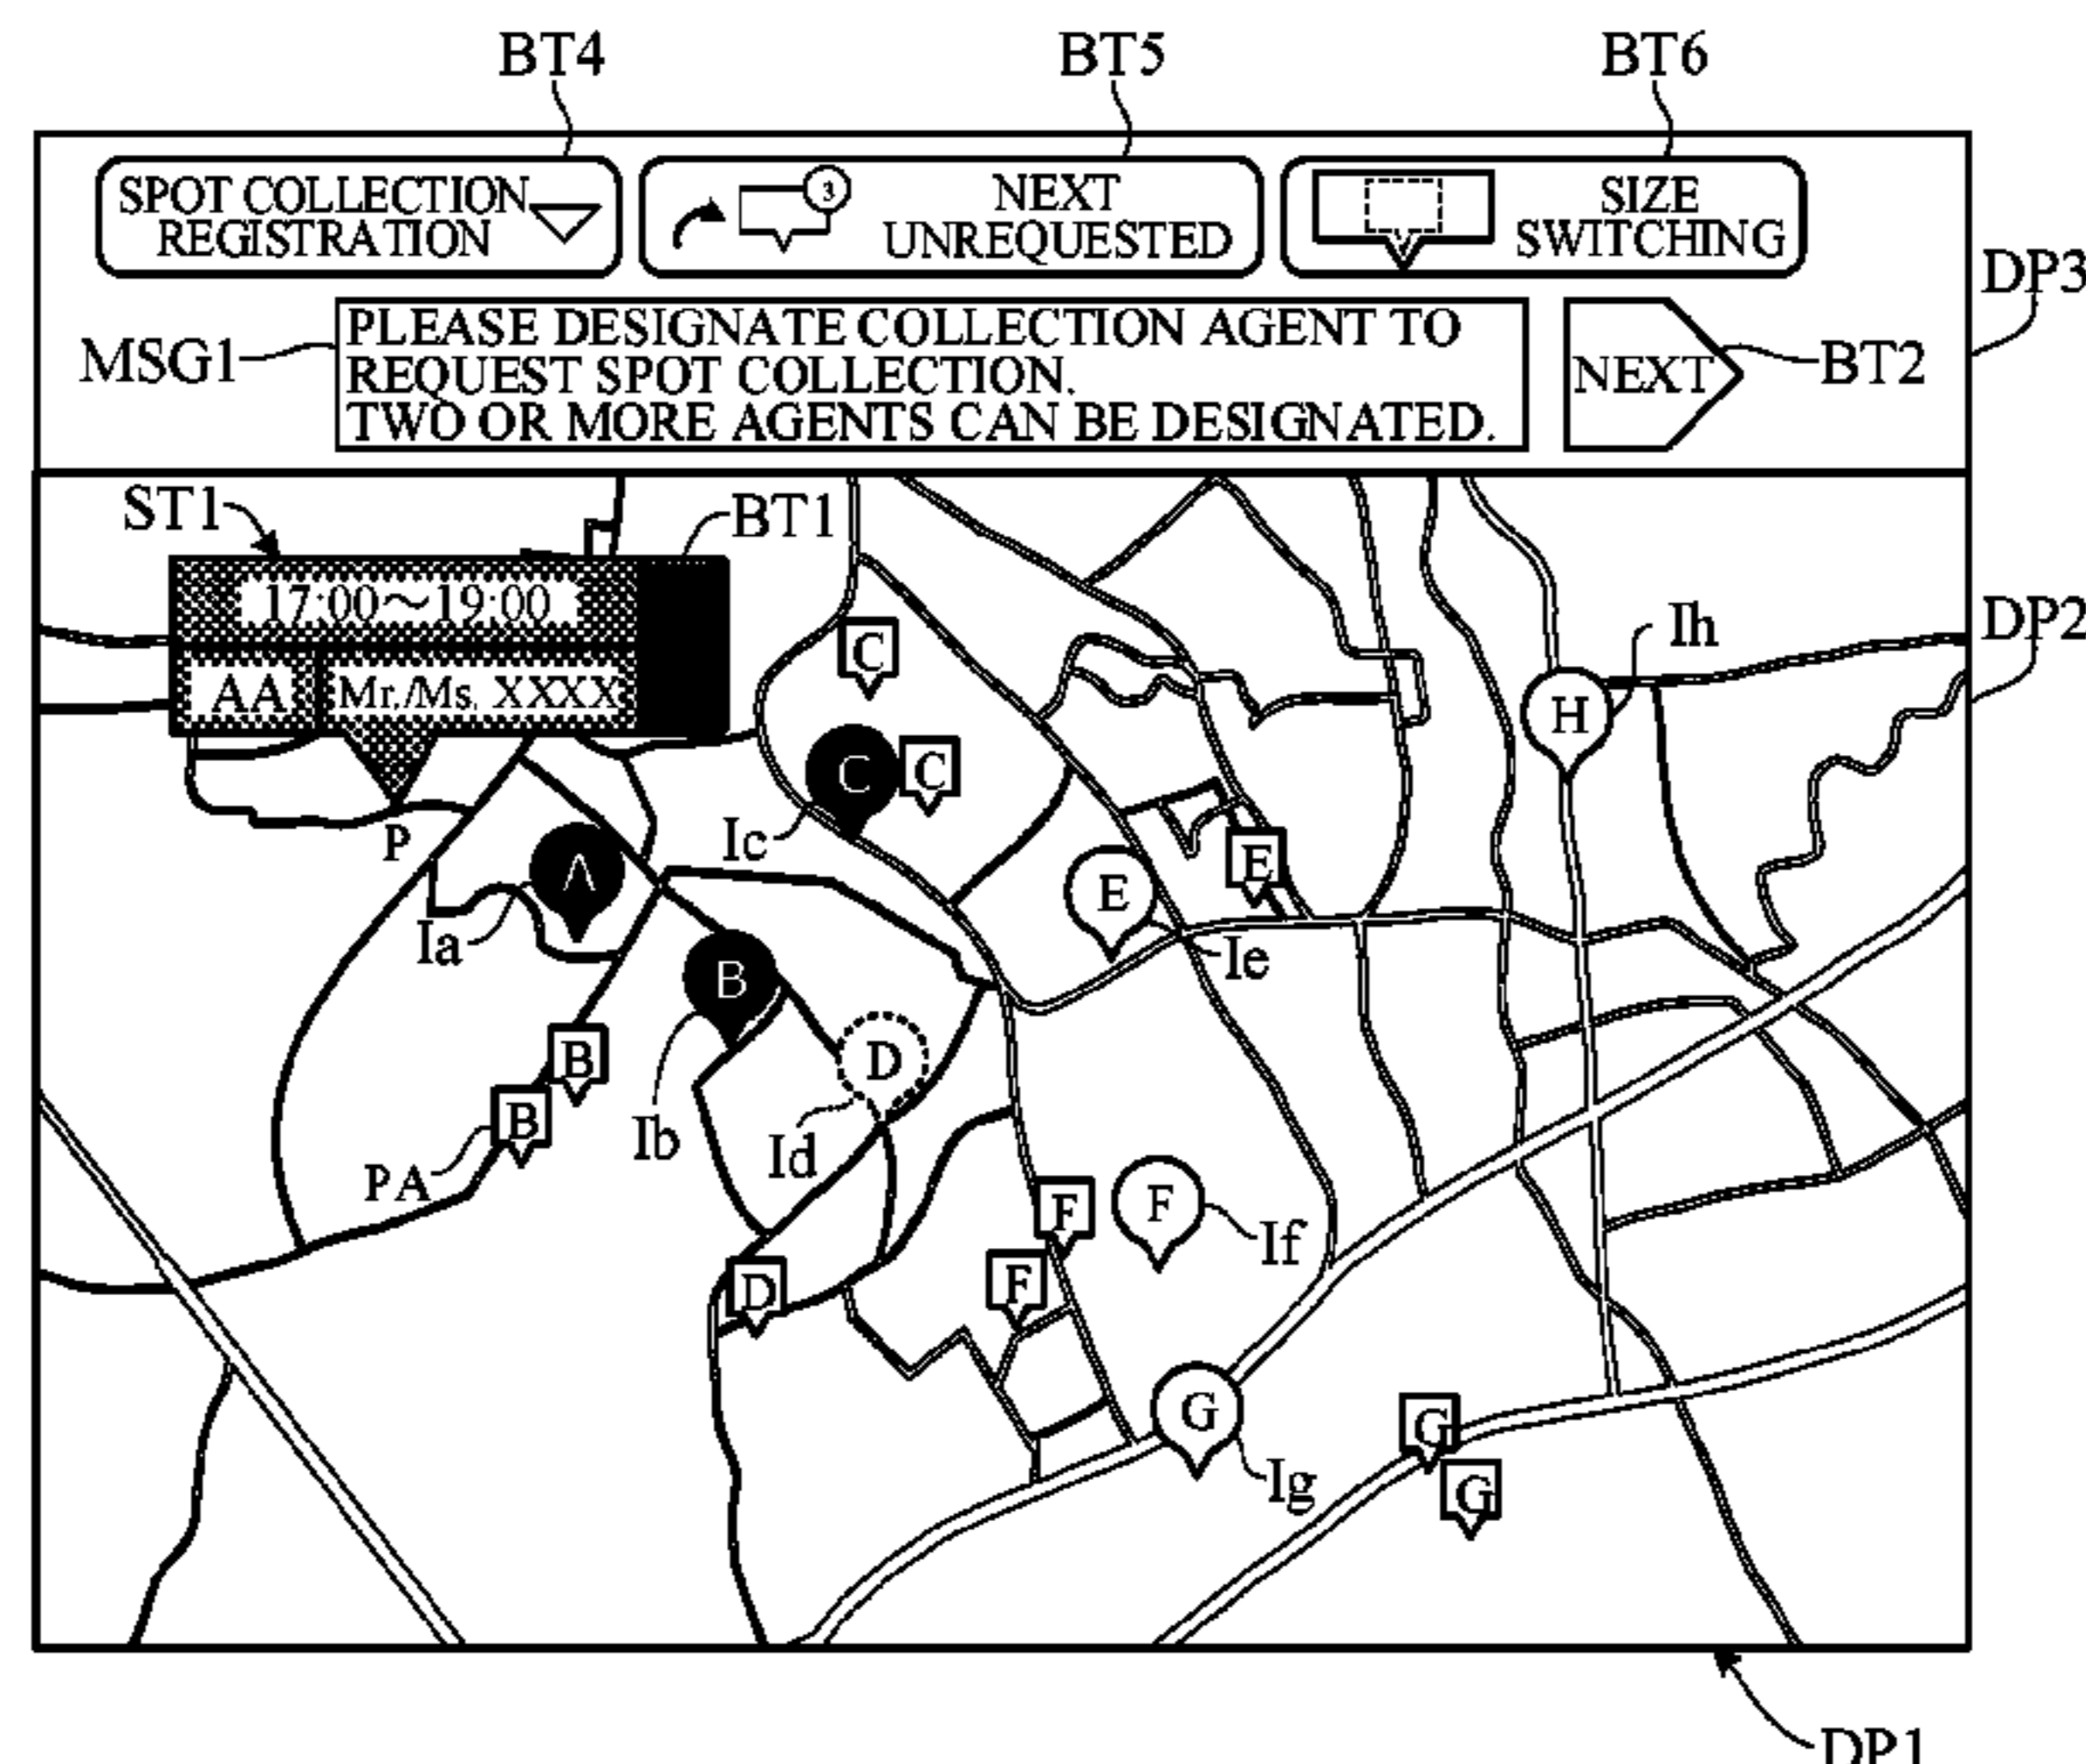 BT4 BT5 BT6
SPOT COLLECTION
REGISTRATION
3
NEXT
UNREQUESTED
SIZE
SWITCHING
DP3
MSG1
PLEASE DESIGNATE COLLECTION AGENT TO
REQUEST SPOT COLLECTION.
TWO OR MORE AGENTS CAN BE DESIGNATED.
NEXT
BT2
ST1
BT1
17:00～19:00
AA Mr./Ms. XXXX
DP2
Ih
H
C
C
C
Ic
P
A
Ia
E
E
Ie
B
Ib
D
Id
B
B
PA
F
If
F
F
D
G
Ig
G
G
DP1